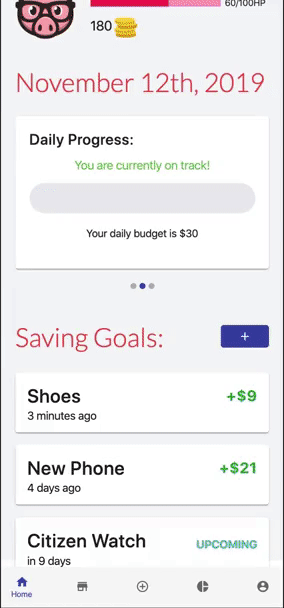 60/100HP
180
November 12th, 2019
Daily Progress:
You are currently on track!
Your daily budget is $30
Saving Goals:
+
Shoes
+$9
3 minutes ago
New Phone
+$21
4 days ago
Citizen Watch
UPCOMING
in 9 days
Home